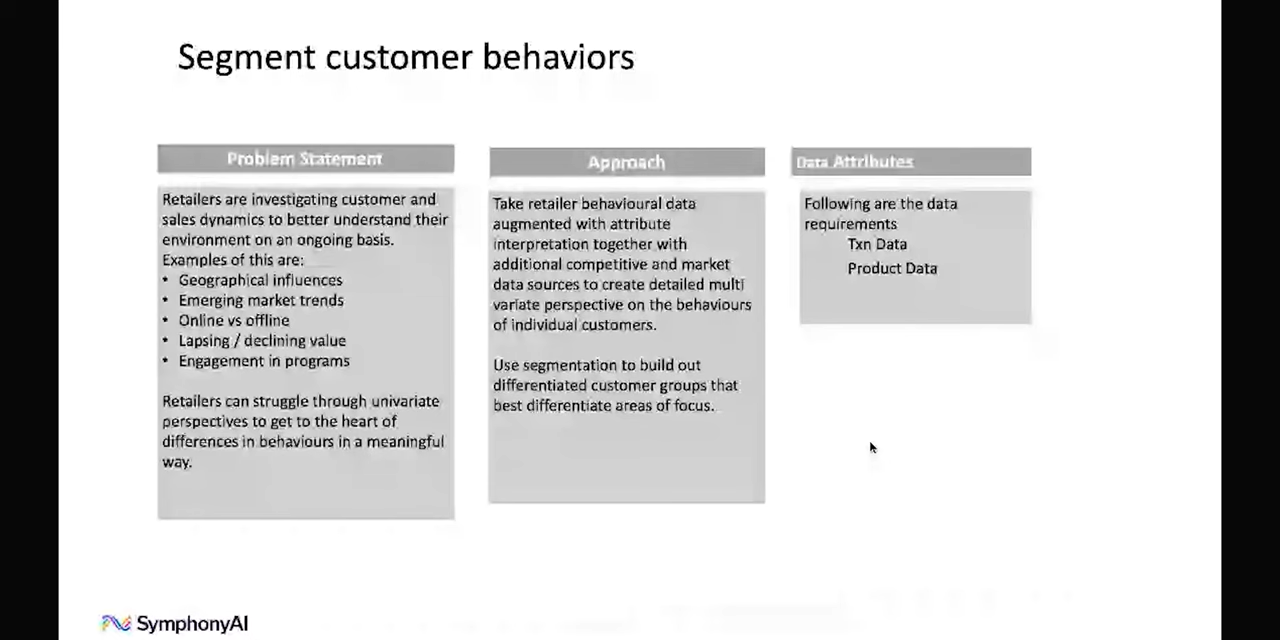 Segment customer behaviors
Problem Statement
Retailers are investigating customer and
sales dynamics to better understand their
environment on an ongoing basis.
Examples of this are:
• Geographical influences
• Emerging market trends
• Online vs offline
• Lapsing / declining value
• Engagement in programs
Retailers can struggle through univariate
perspectives to get to the heart of
differences in behaviours in a meaningful
way.
Approach
Take retailer behavioural data
augmented with attribute
interpretation together with
additional competitive and market
data sources to create detailed multi
variate perspective on the behaviours
of individual customers.
Use segmentation to build out
differentiated customer groups that
best differentiate areas of focus.
Data Attributes
Following are the data
requirements
Txn Data
Product Data
SymphonyAI